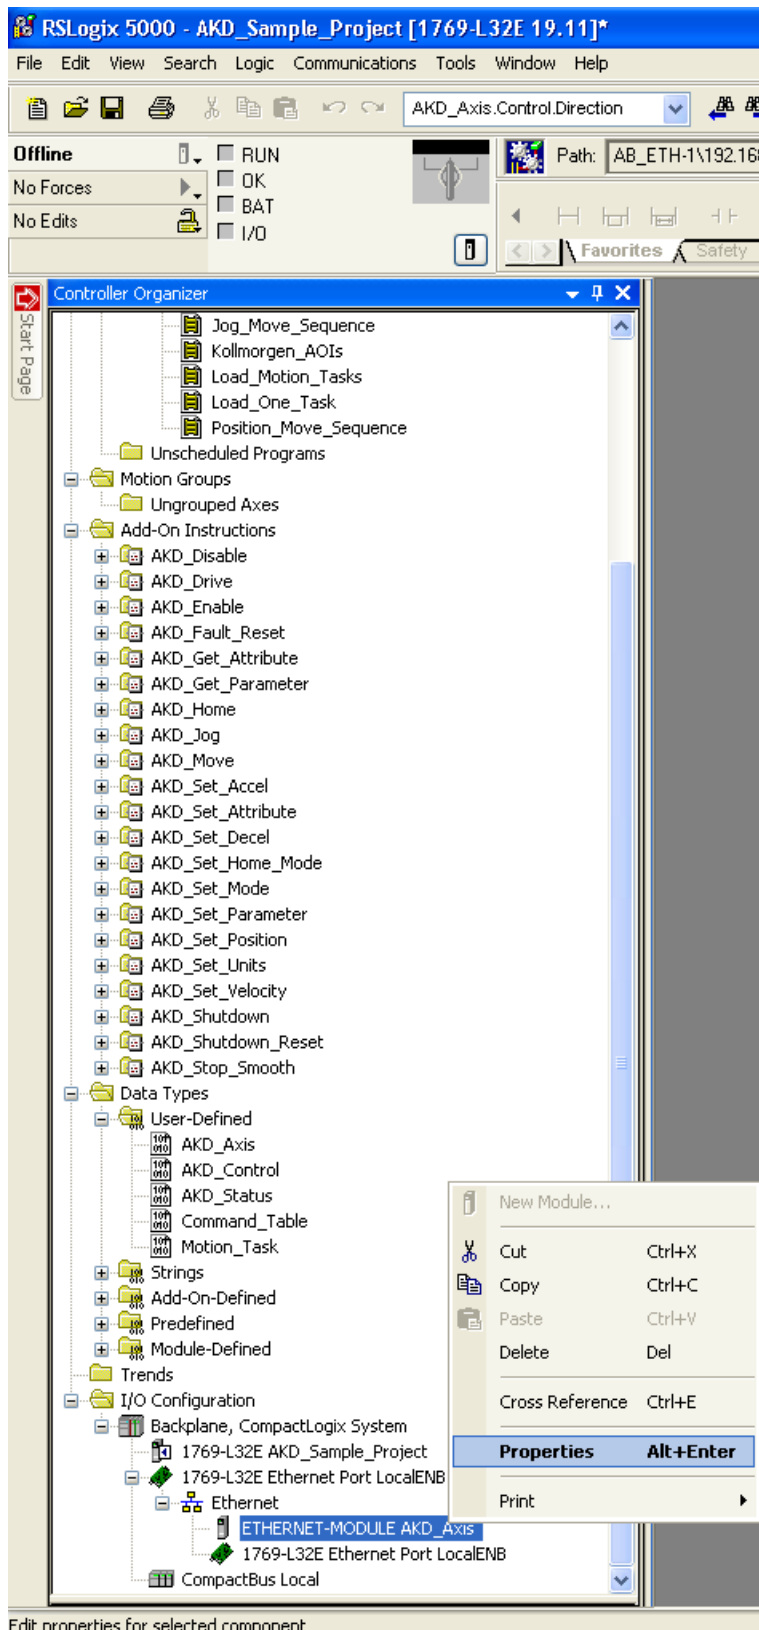 RSLogix 5000 - AKD_Sample_Project [1769-L32E 19.11]*
File Edit View Search Logic Communications Tools Window Help
AKD_Axis.Control.Direction
Offline
RUN
Path: AB_ETH-1\192.168
No Forces
OK
BAT
No Edits
I/O
Favorites Safety
Start Page
Controller Organizer
Jog_Move_Sequence
Kollmorgen_AOIs
Load_Motion_Tasks
Load_One_Task
Position_Move_Sequence
Unscheduled Programs
Motion Groups
Ungrouped Axes
Add-On Instructions
AKD_Disable
AKD_Drive
AKD_Enable
AKD_Fault_Reset
AKD_Get_Attribute
AKD_Get_Parameter
AKD_Home
AKD_Jog
AKD_Move
AKD_Set_Accel
AKD_Set_Attribute
AKD_Set_Decel
AKD_Set_Home_Mode
AKD_Set_Mode
AKD_Set_Parameter
AKD_Set_Position
AKD_Set_Units
AKD_Set_Velocity
AKD_Shutdown
AKD_Shutdown_Reset
AKD_Stop_Smooth
Data Types
User-Defined
AKD_Axis
AKD_Control
AKD_Status
Command_Table
Motion_Task
Strings
Add-On-Defined
Predefined
Module-Defined
Trends
I/O Configuration
Backplane, CompactLogix System
1769-L32E AKD_Sample_Project
1769-L32E Ethernet Port LocalENB
Ethernet
ETHERNET-MODULE AKD_Axis
1769-L32E Ethernet Port LocalENB
CompactBus Local
New Module...
Cut Ctrl+X
Copy Ctrl+C
Paste Ctrl+V
Delete Del
Cross Reference Ctrl+E
Properties Alt+Enter
Print
Edit properties for selected component